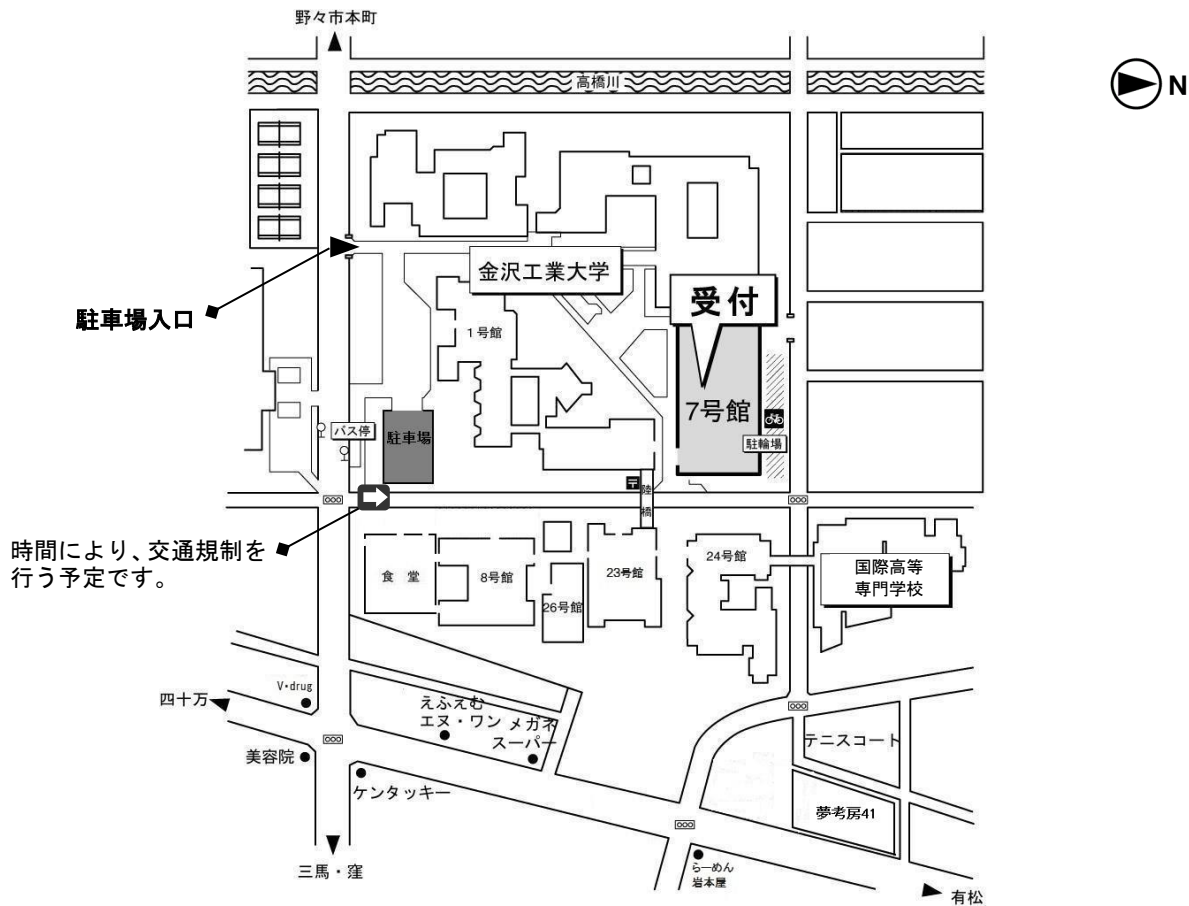 野々市本町
高橋川
N
金沢工業大学
受付
駐車場入口
1号館
7号館
バス停
駐車場
駐輪場
〒
陸橋
時間により、交通規制を
行う予定です。
食 堂
8号館
26号館
23号館
24号館
国際高等
専門学校
四十万
V・drug
えふえむ
エヌ・ワン
メガネ
スーパー
美容院
ケンタッキー
テニスコート
夢考房41
三馬・窪
らーめん
岩本屋
有松